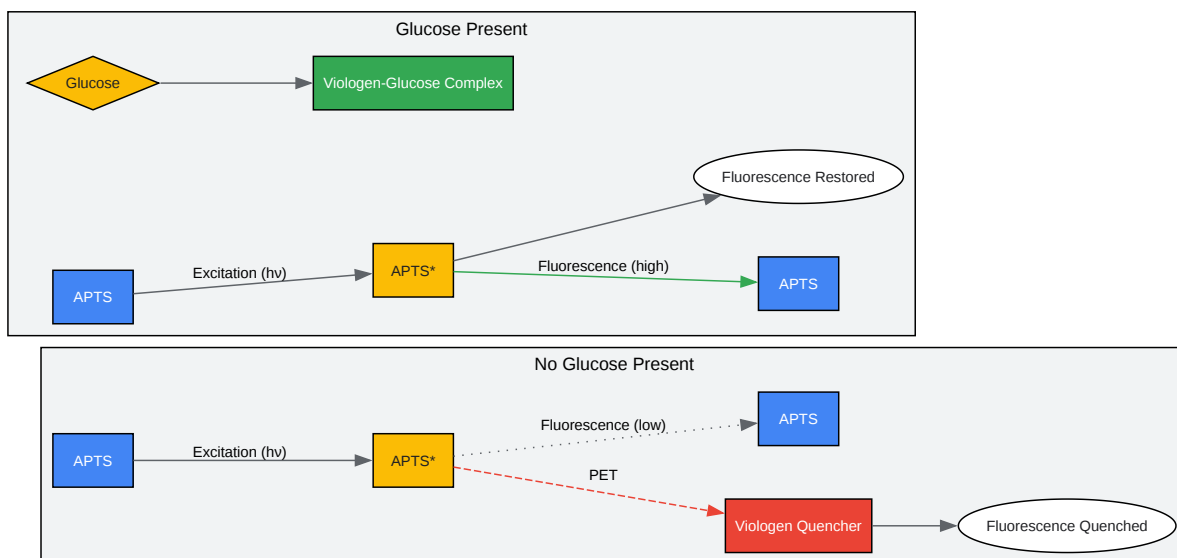 Glucose Present
Glucose
Viologen-Glucose Complex
Fluorescence Restored
APTS
Excitation (hν)
APTS*
Fluorescence (high)
APTS
No Glucose Present
APTS
Excitation (hν)
APTS*
Fluorescence (low)
APTS
PET
Viologen Quencher
Fluorescence Quenched